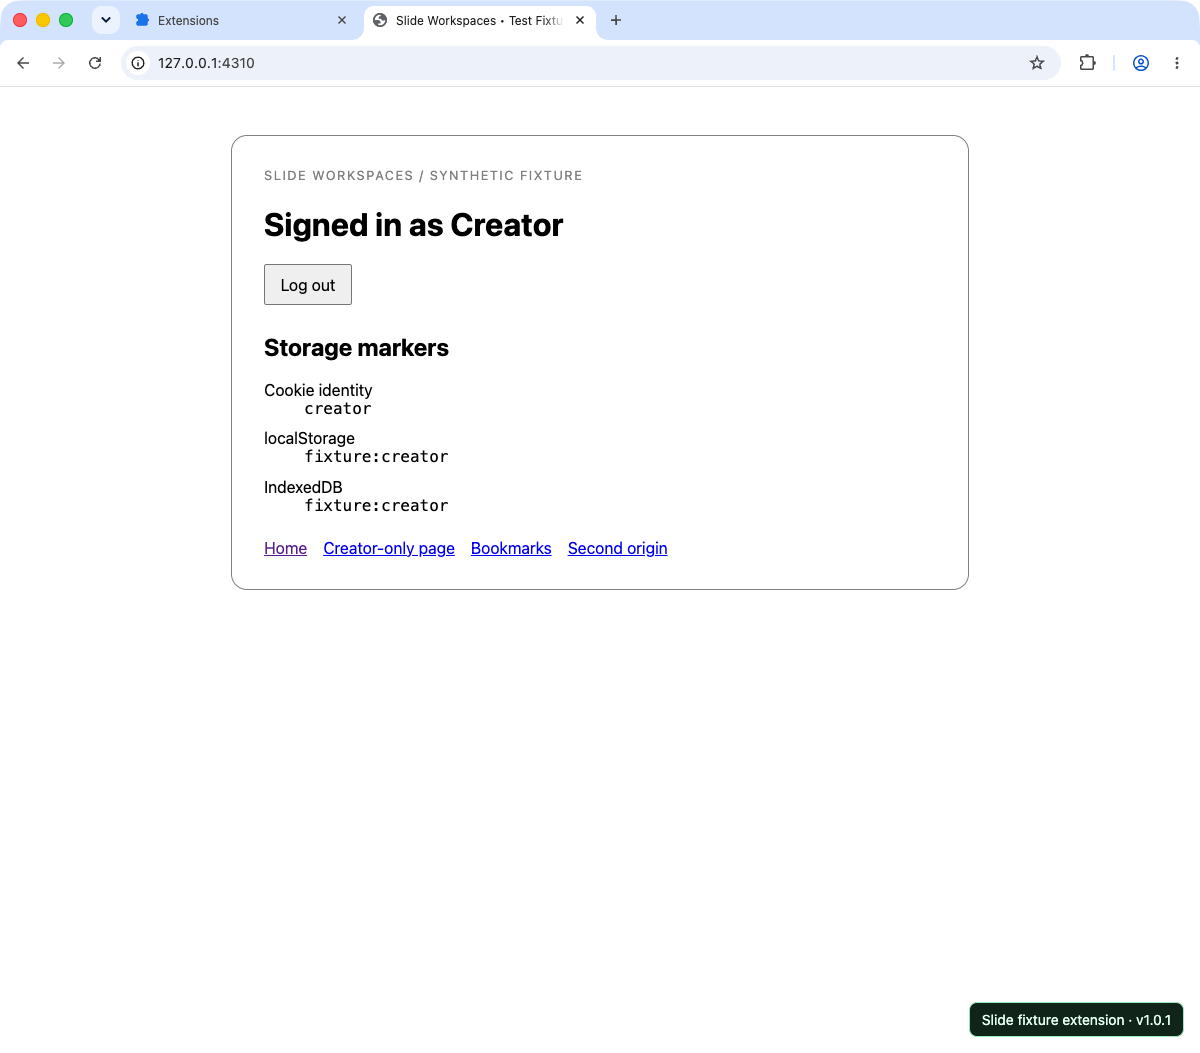 Extensions
Slide Workspaces • Test Fixtu
127.0.0.1:4310
SLIDE WORKSPACES / SYNTHETIC FIXTURE
Signed in as Creator
Log out
Storage markers
Cookie identity
creator
localStorage
fixture:creator
IndexedDB
fixture:creator
Home Creator-only page Bookmarks Second origin
Slide fixture extension · v1.0.1